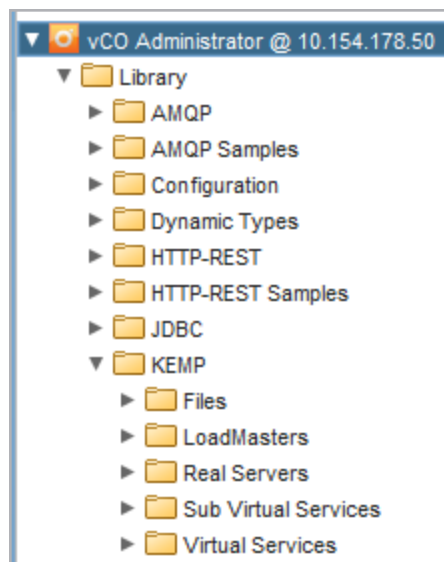 vCO Administrator @ 10.154.178.50
Library
AMQP
AMQP Samples
Configuration
Dynamic Types
HTTP-REST
HTTP-REST Samples
JDBC
KEMP
Files
LoadMasters
Real Servers
Sub Virtual Services
Virtual Services